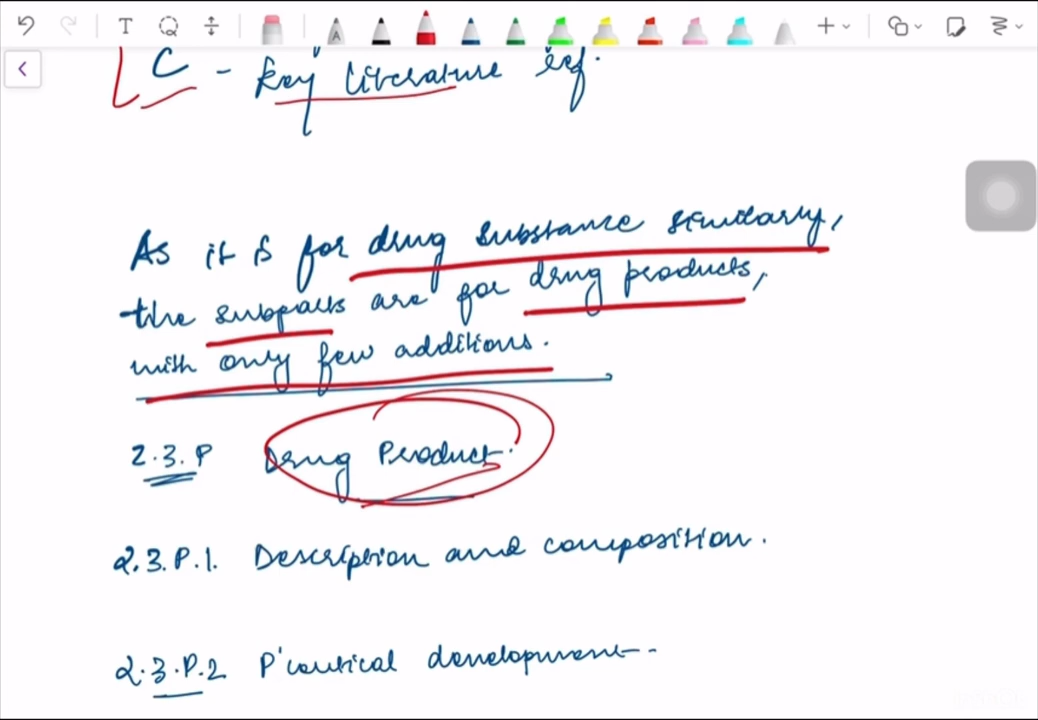 C - Key literature ref.
As it is for drug substance similarly,
the subparts are for drug products,
with only few additions.
2.3.P Drug Product.
2.3.P.1. Description and composition.
2.3.P.2 P'ceutical development--